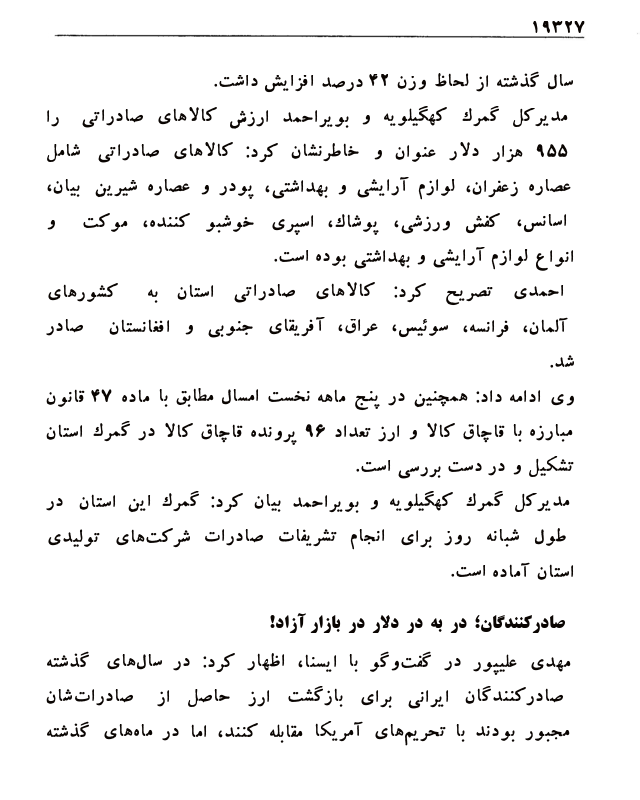 ۱۹۳۲۷
سال گذشته از لحاظ وزن ۴۲ درصد افزایش داشت.
مدیرکل گمرك کهگیلویه و بویراحمد ارزش کالاهای صادراتی را
۹۵۵ هزار دلار عنوان و خاطرنشان کرد: کالاهای صادراتی شامل
عصاره زعفران، لوازم آرایشی و بهداشتی، پودر و عصاره شیرین بیان،
اسانس، کفش ورزشی، پوشاك، اسپری خوشبو کننده، موکت و
انواع لوازم آرایشی و بهداشتی بوده است.
احمدی تصریح کرد: کالاهای صادراتی استان به کشورهای
آلمان، فرانسه، سوئیس، عراق، آفریقای جنوبی و افغانستان صادر
شد.
وی ادامه داد: همچنین در پنج ماهه نخست امسال مطابق با ماده ۴۷ قانون
مبارزه با قاچاق کالا و ارز تعداد ۹۶ پرونده قاچاق کالا در گمرك استان
تشکیل و در دست بررسی است.
مدیرکل گمرك کهگیلویه و بویراحمد بیان کرد: گمرك این استان در
طول شبانه روز برای انجام تشریفات صادرات شرکت‌های تولیدی
استان آماده است.
صادرکنندگان؛ در به در دلار در بازار آزاد!
مهدی علیپور در گفت‌وگو با ایسنا، اظهار کرد: در سال‌های گذشته
صادرکنندگان ایرانی برای بازگشت ارز حاصل از صادرات‌شان
مجبور بودند با تحریم‌های آمریکا مقابله کنند، اما در ماه‌های گذشته